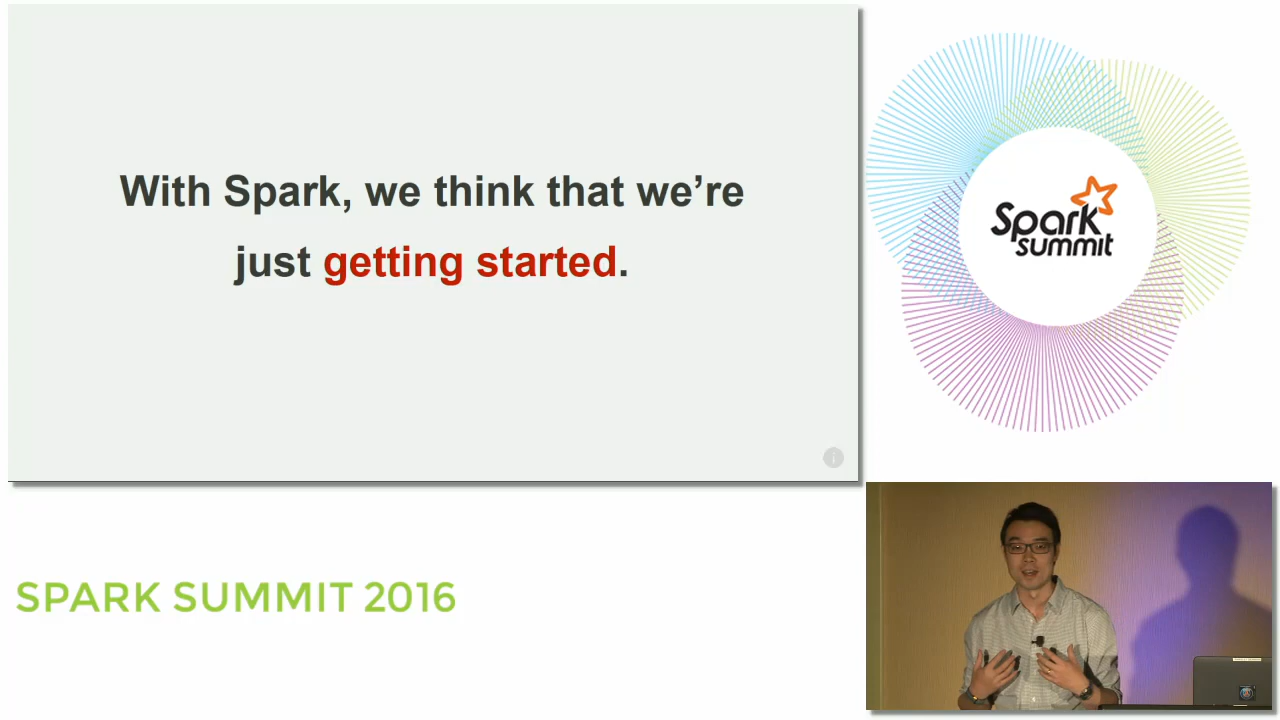 With Spark, we think that we’re
just getting started.
i
Spark
summit
SPARK SUMMIT 2016